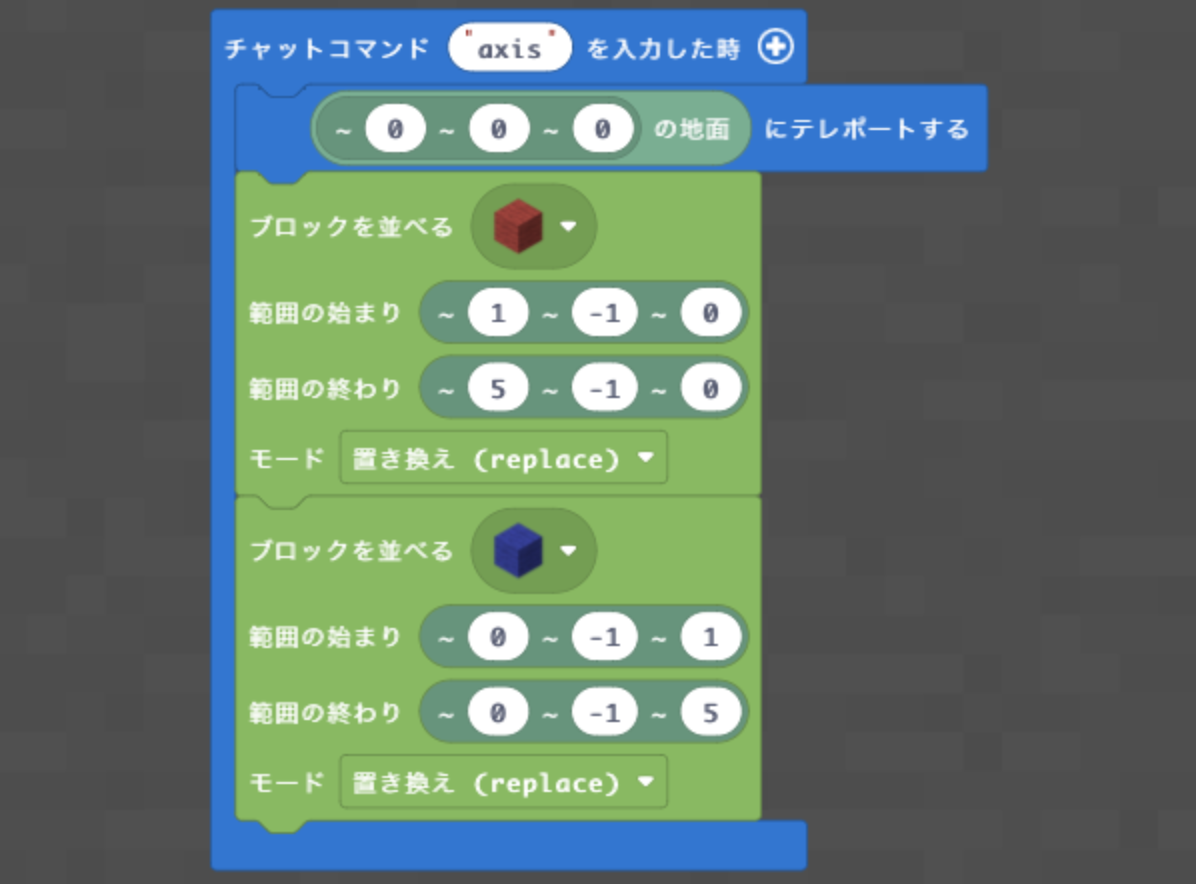 チャットコマンド "axis" を入力した時
~ 0 ~ 0 ~ 0 の地面 にテレポートする
ブロックを並べる
範囲の始まり ~ 1 ~ -1 ~ 0
範囲の終わり ~ 5 ~ -1 ~ 0
モード 置き換え (replace)
ブロックを並べる
範囲の始まり ~ 0 ~ -1 ~ 1
範囲の終わり ~ 0 ~ -1 ~ 5
モード 置き換え (replace)